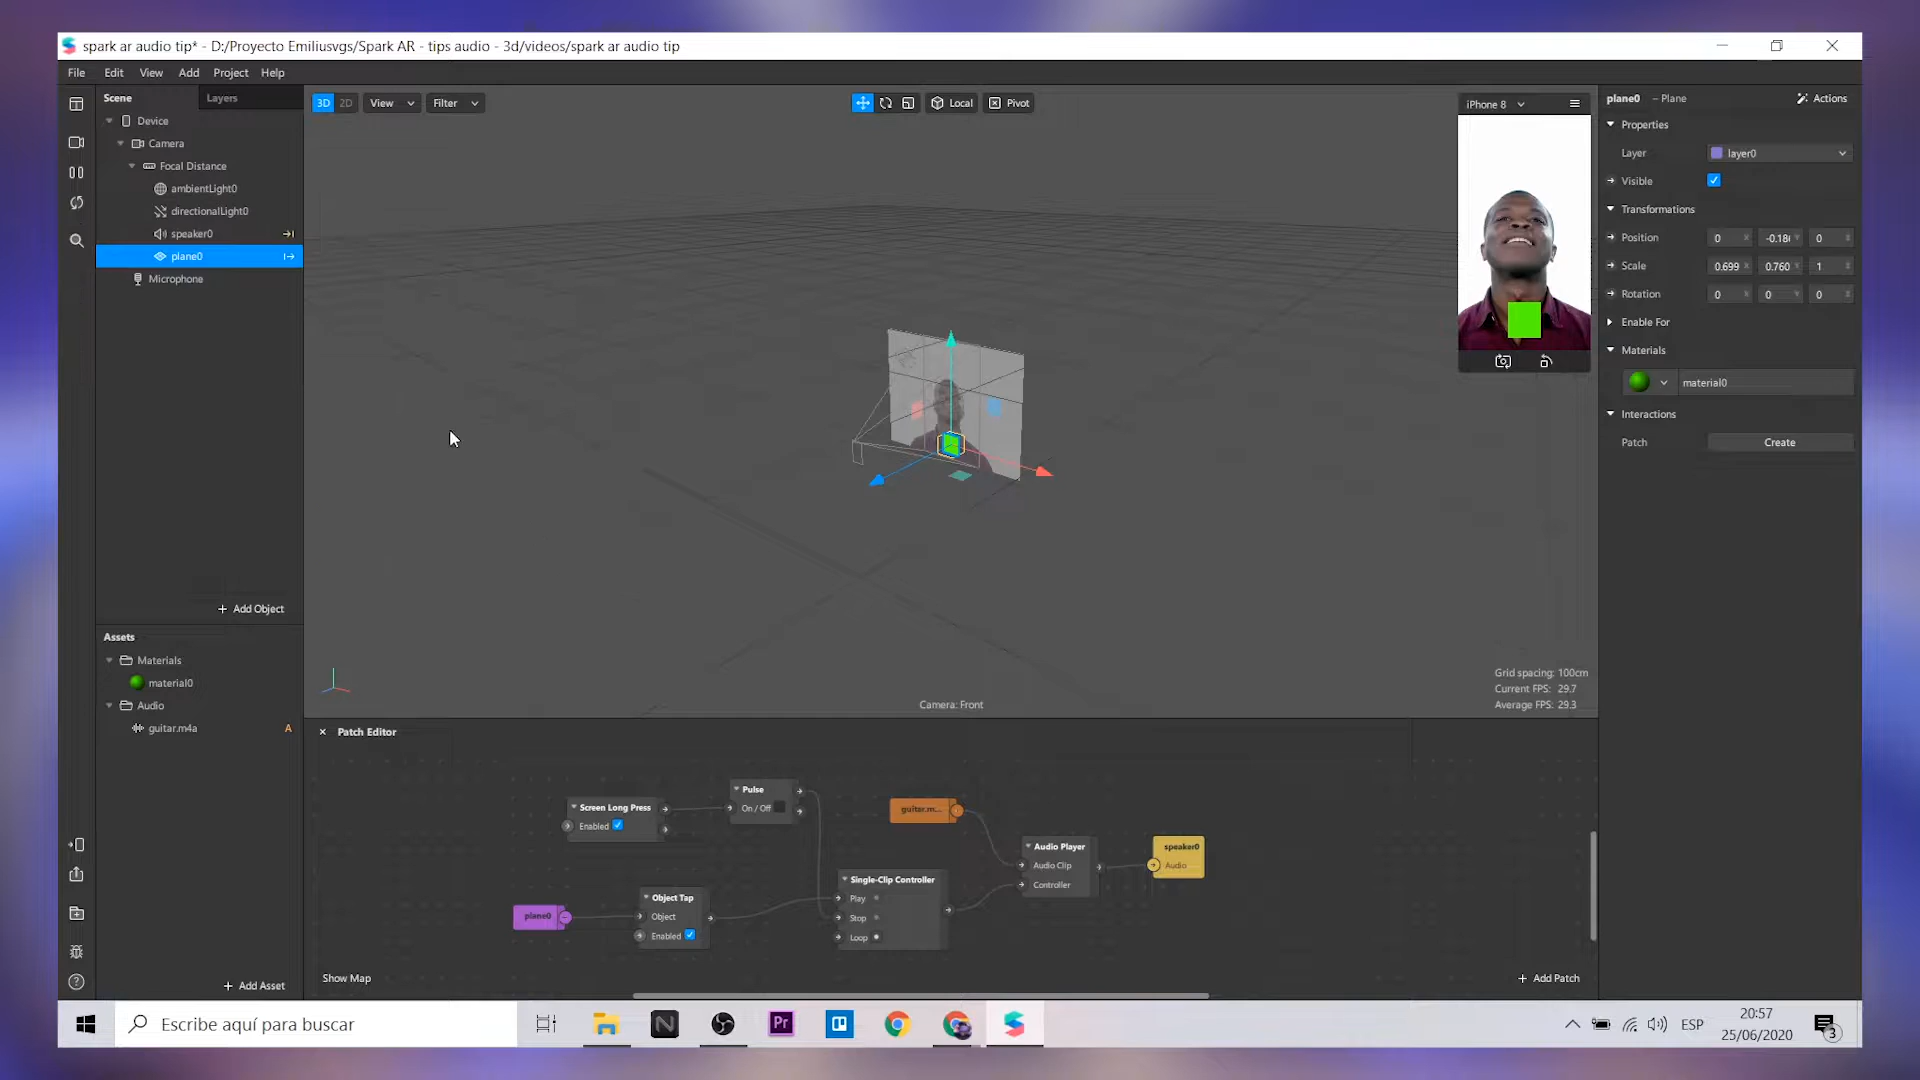 spark ar audio tip* - D:/Proyecto Emiliusvgs/Spark AR - tips audio - 3d/videos/spark ar audio tip
File Edit View Add Project Help
Scene Layers
Device
Camera
Focal Distance
ambientLight0
directionalLight0
speaker0
plane0
Microphone
+ Add Object
Assets
Materials
material0
Audio
guitar.m4a A
+ Add Asset
3D 2D View Filter
Local Pivot
iPhone 8
Grid spacing: 100cm
Current FPS: 29.7
Average FPS: 29.3
Camera: Front
plane0 – Plane Actions
Properties
Layer layer0
Visible
Transformations
Position 0 X -0.18 Y 0 Z
Scale 0.699 X 0.760 Y 1 Z
Rotation 0 X 0 Y 0 Z
Enable For
Materials
material0
Interactions
Patch Create
Patch Editor
Screen Long Press
Enabled
Pulse
On / Off
guitar.m...
Audio Player
Audio Clip
Controller
speaker0
Audio
Single-Clip Controller
Play
Stop
Loop
plane0
Object Tap
Object
Enabled
Show Map
+ Add Patch
Escribe aquí para buscar
Pr
ESP
20:57
25/06/2020
3